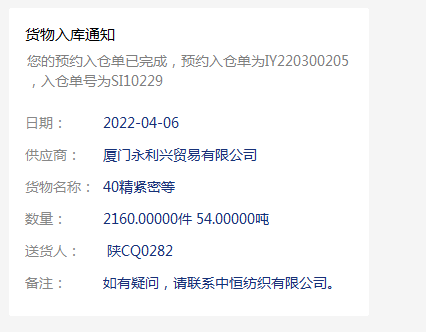 货物入库通知
您的预约入仓单已完成，预约入仓单为IY220300205
，入仓单号为SI10229
日期： 2022-04-06
供应商： 厦门永利兴贸易有限公司
货物名称： 40精紧密等
数量： 2160.00000件 54.00000吨
送货人： 陕CQ0282
备注： 如有疑问，请联系中恒纺织有限公司。